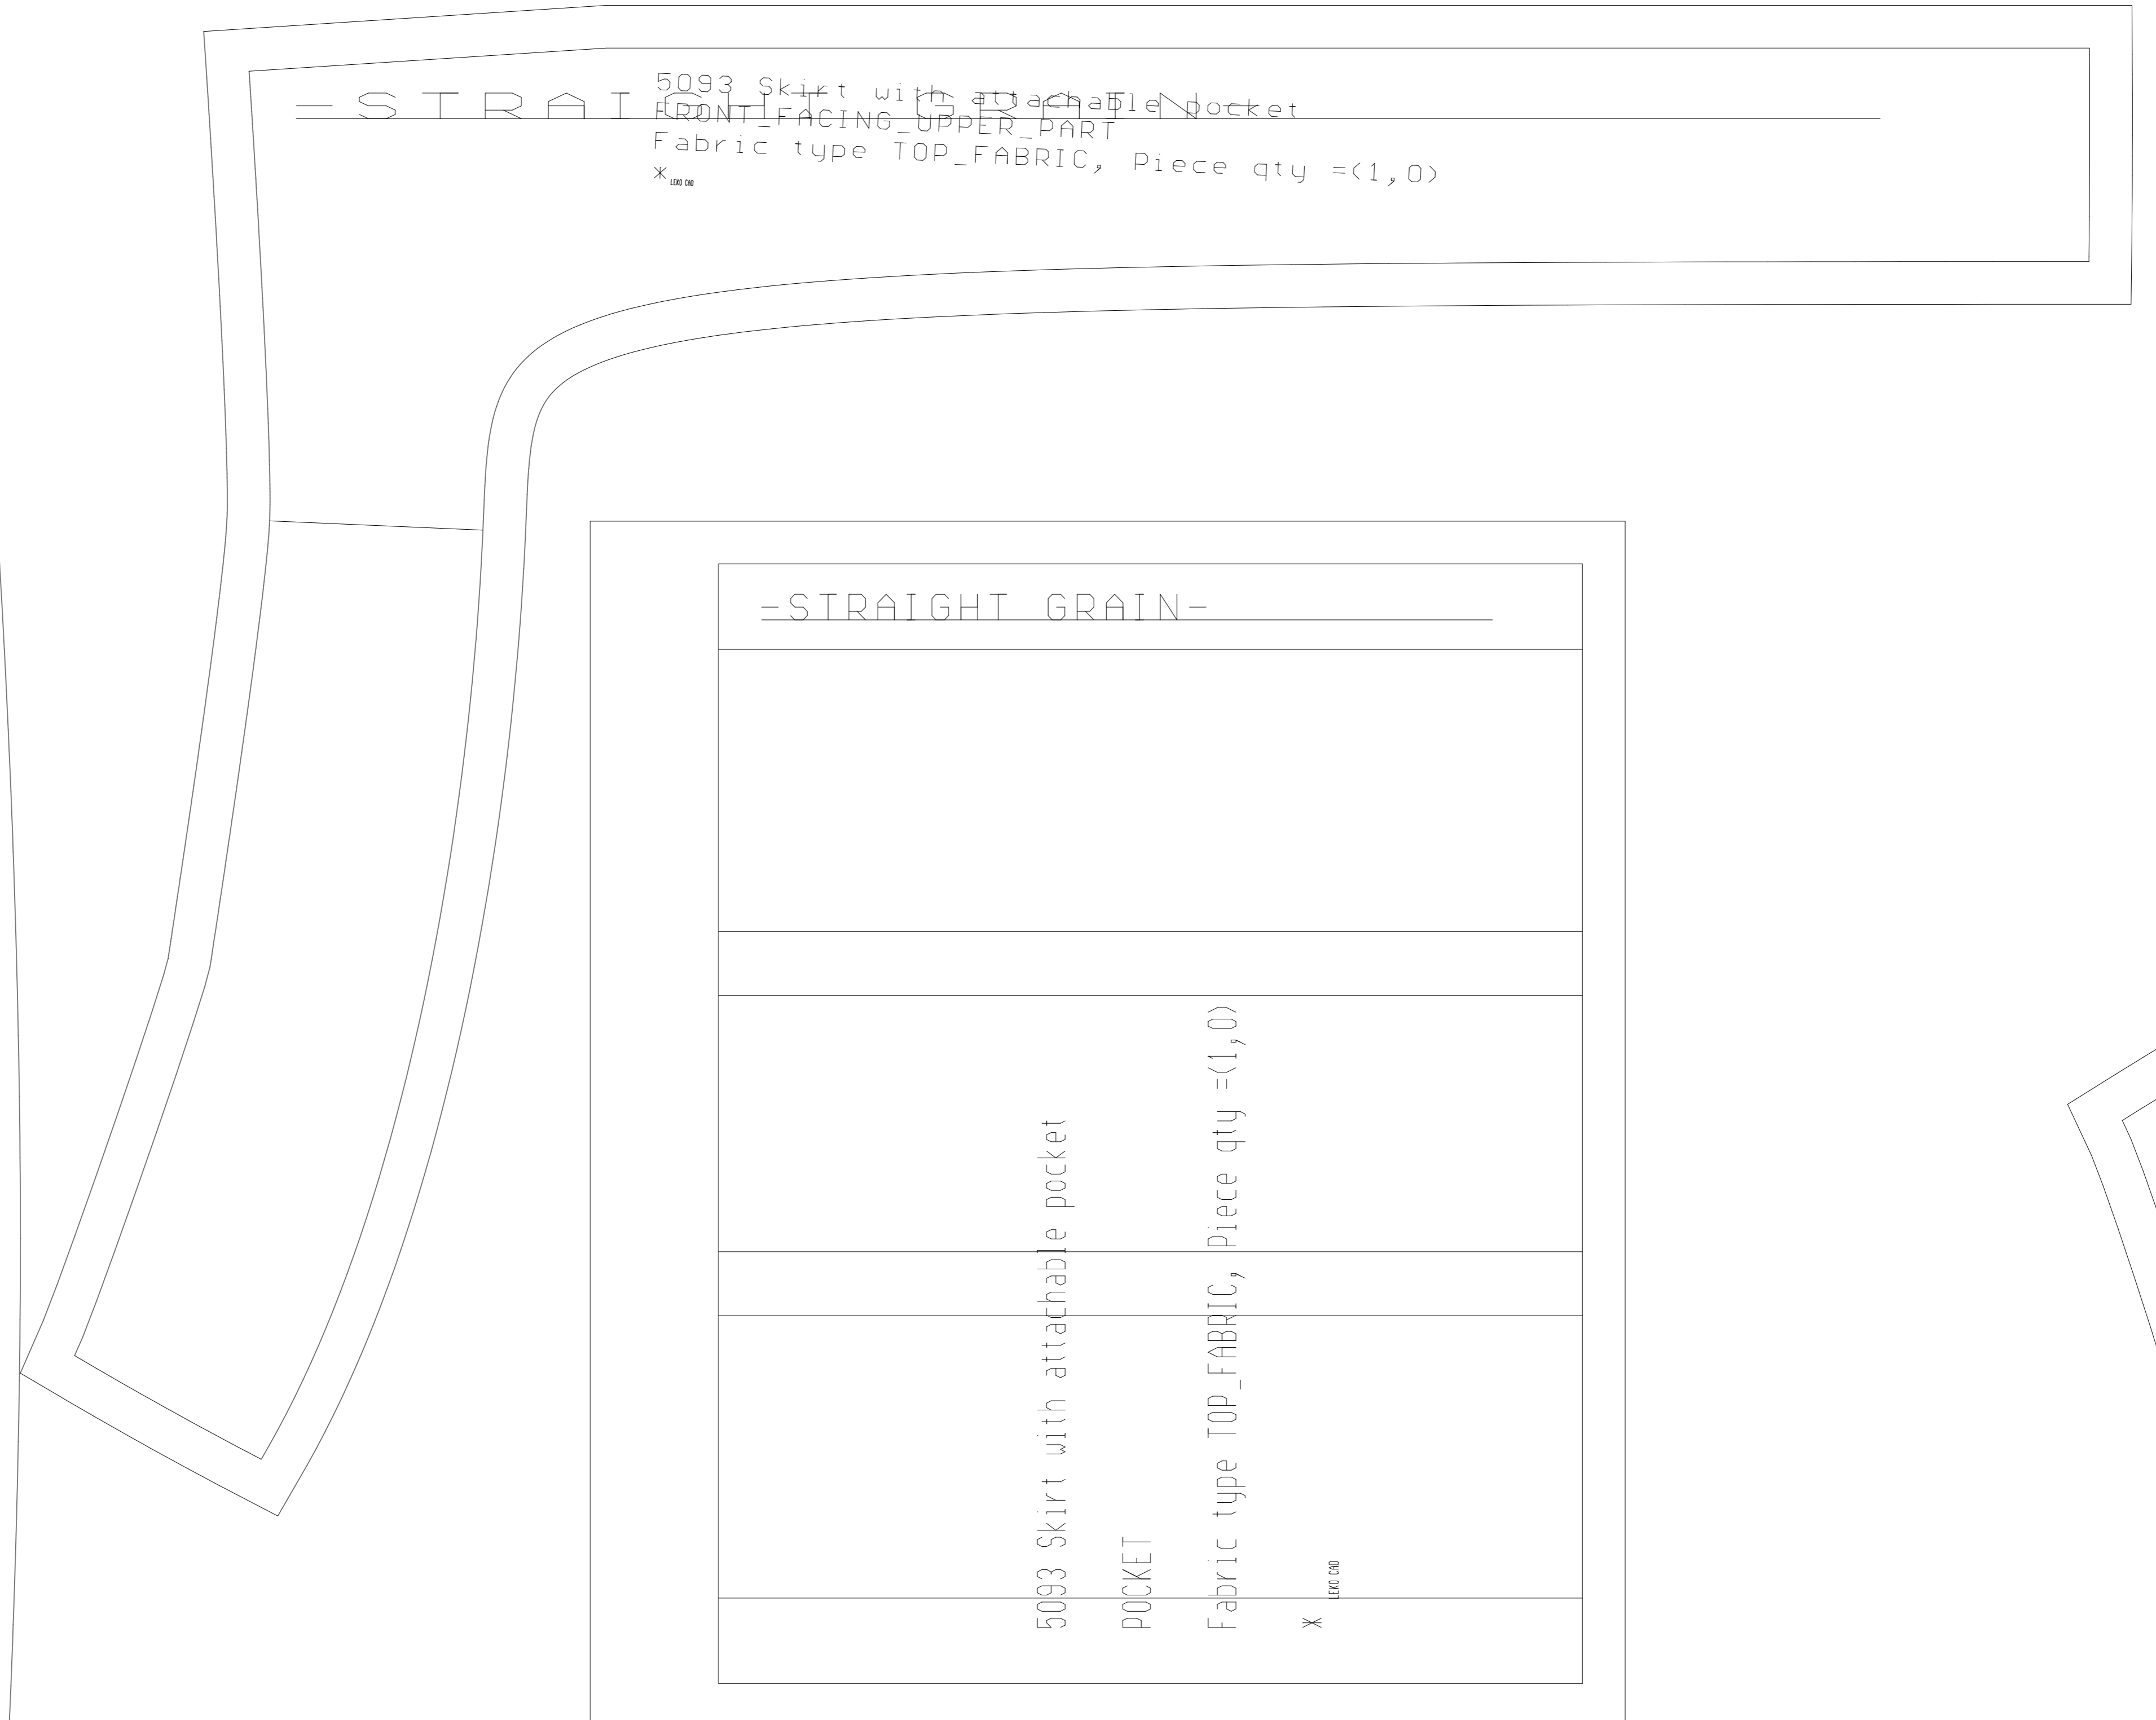 -STRAIGHT GRAIN-
5093 Skirt with attachable pocket
FRONT_FACING_UPPER_PART
Fabric type TOP_FABRIC, Piece qty =(1,0)
* LEKO CAD
-STRAIGHT GRAIN-
5093 Skirt with attachable pocket
POCKET
Fabric type TOP_FABRIC, Piece qty =(1,0)
* LEKO CAD